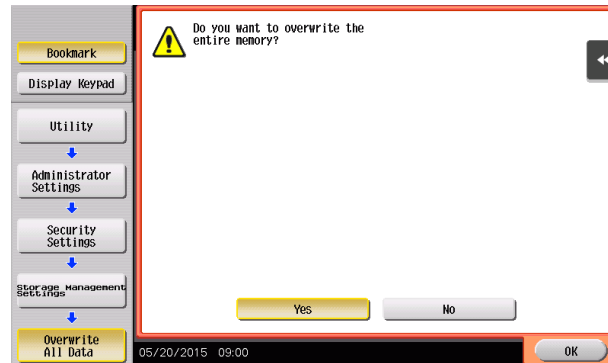 Bookmark
Display Keypad
Utility
Administrator
Settings
Security
Settings
Storage Management
Settings
Overwrite
All Data
Do you want to overwrite the
entire memory?
Yes
No
05/20/2015 09:00
OK